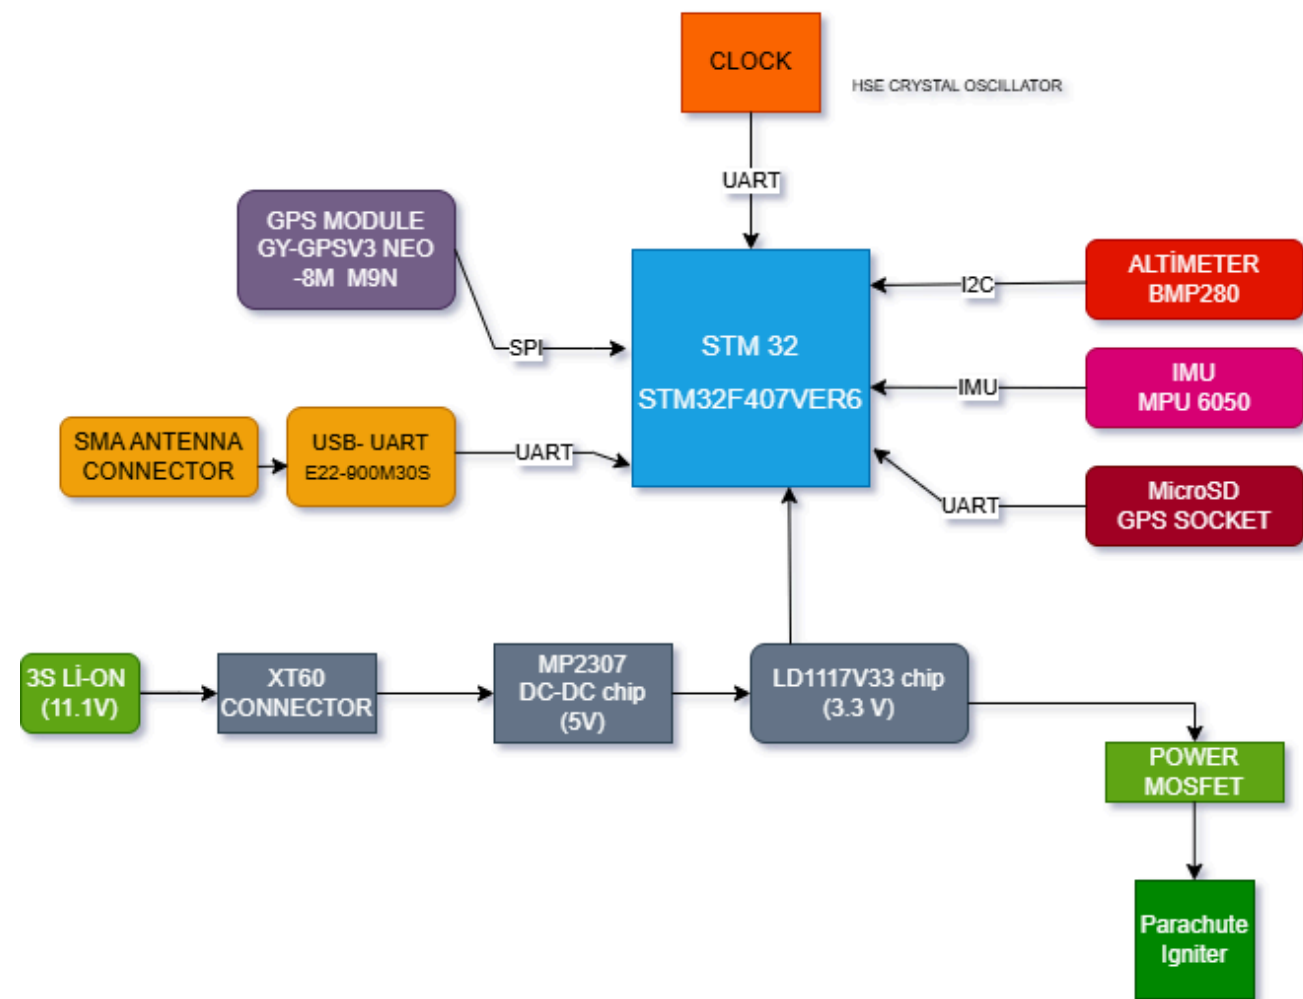 CLOCK
HSE CRYSTAL OSCILLATOR
UART
GPS MODULE
GY-GPSV3 NEO
-8M  M9N
SPI
STM 32
STM32F407VER6
I2C
ALTİMETER
BMP280
IMU
IMU
MPU 6050
SMA ANTENNA
CONNECTOR
USB- UART
E22-900M30S
UART
UART
MicroSD
GPS SOCKET
3S Lİ-ON
(11.1V)
XT60
CONNECTOR
MP2307
DC-DC chip
(5V)
LD1117V33 chip
(3.3 V)
POWER
MOSFET
Parachute
Igniter